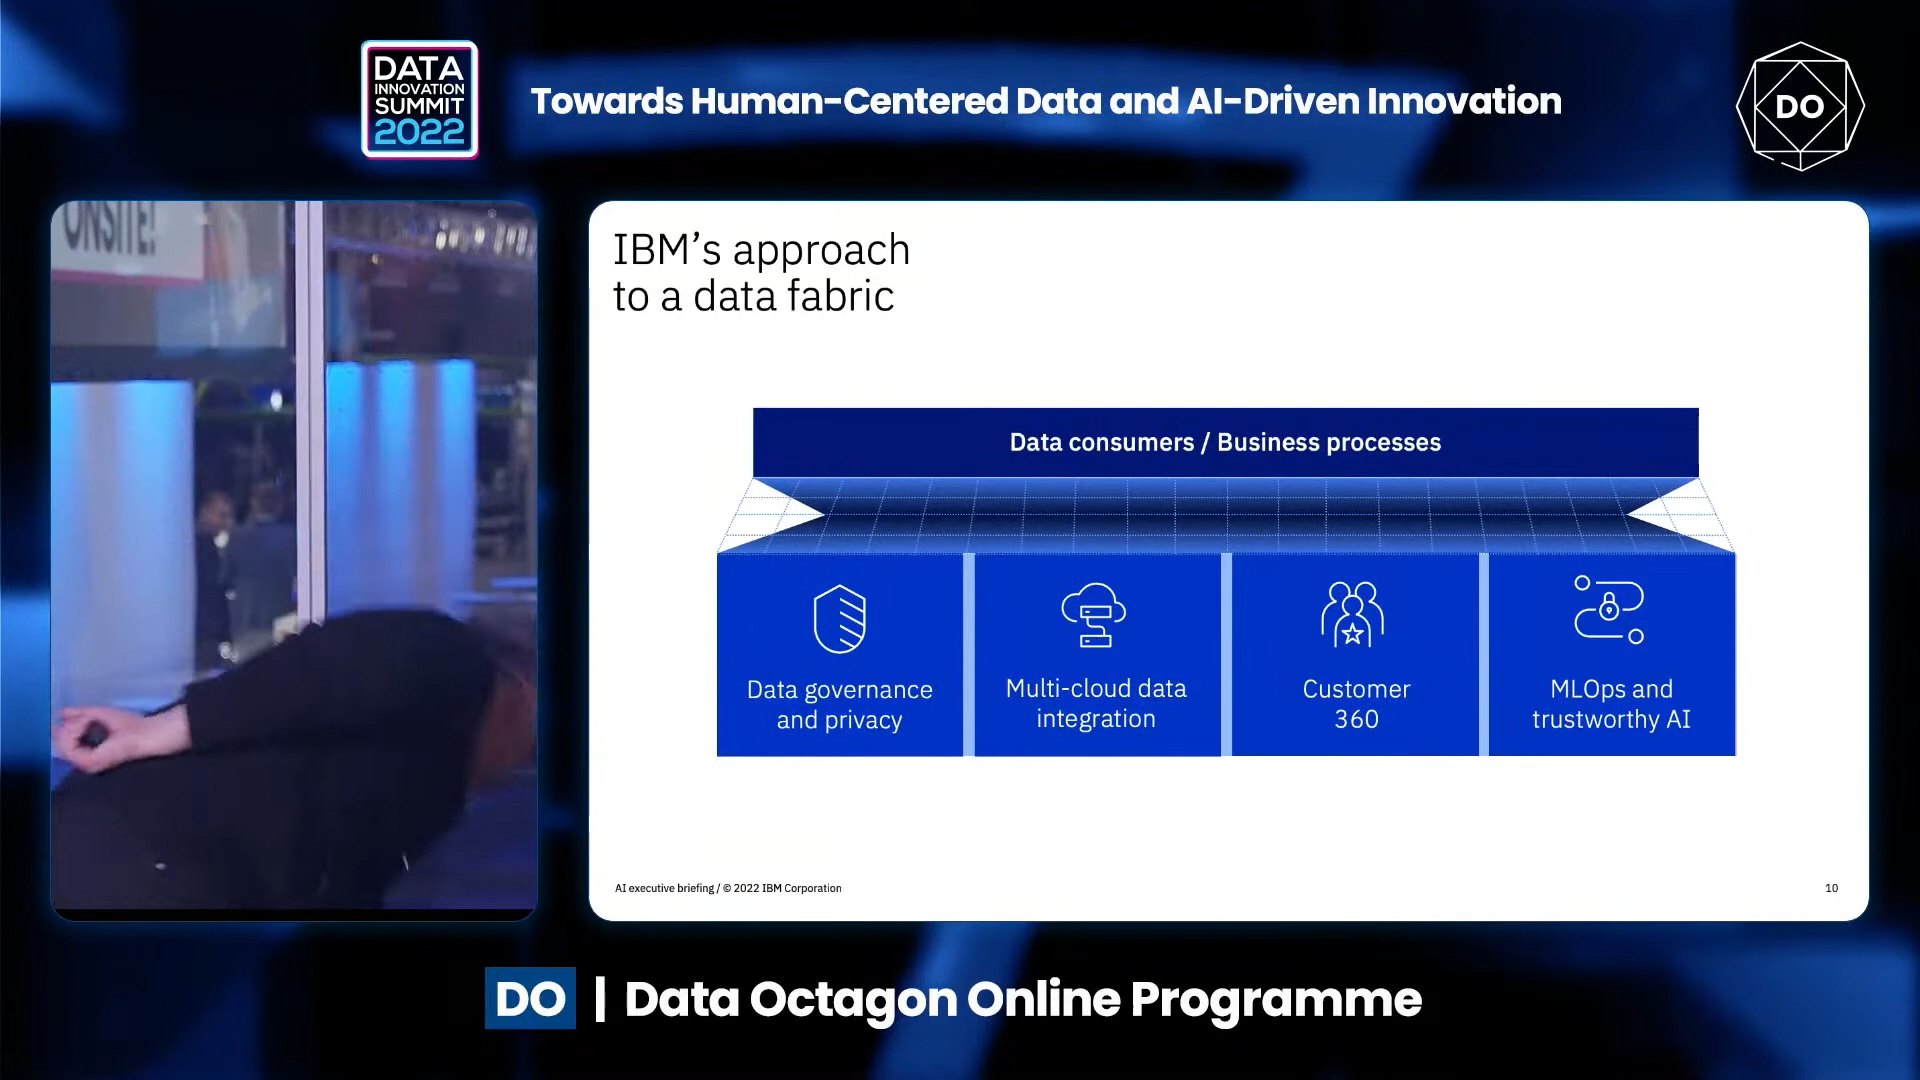 DATA
INNOVATION
SUMMIT
2022
Towards Human-Centered Data and AI-Driven Innovation
DO
ONSITE!
IBM’s approach
to a data fabric
Data consumers / Business processes
Data governance
and privacy
Multi-cloud data
integration
Customer
360
MLOps and
trustworthy AI
AI executive briefing / © 2022 IBM Corporation
10
DO | Data Octagon Online Programme